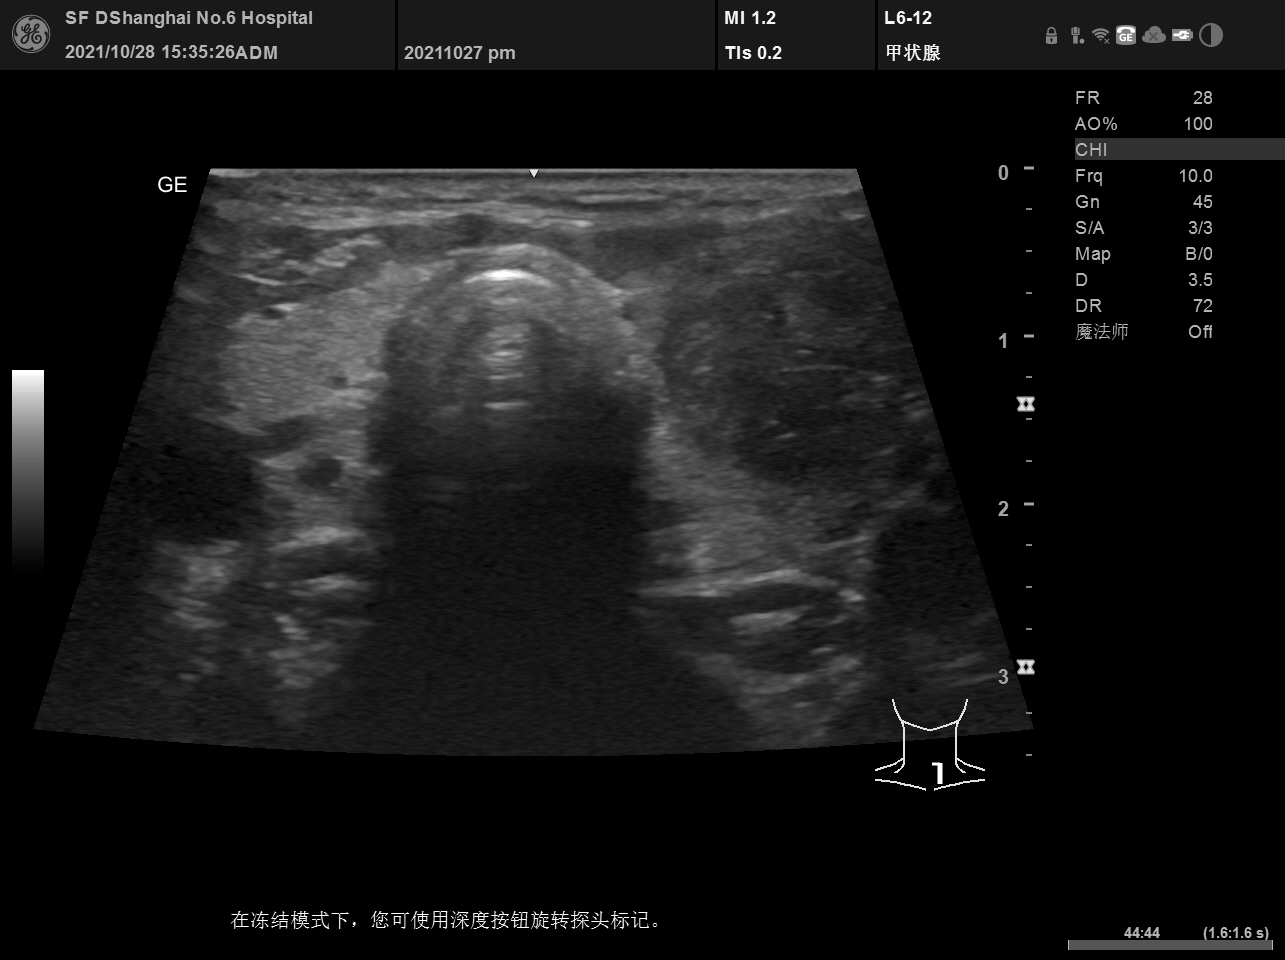 SF DShanghai No.6 Hospital
2021/10/28 15:35:26ADM
20211027 pm
MI 1.2
TIs 0.2
L6-12
甲状腺
GE
FR 28
AO% 100
CHI
Frq 10.0
Gn 45
S/A 3/3
Map B/0
D 3.5
DR 72
魔法师 Off
GE
0
1
2
3
在冻结模式下，您可使用深度按钮旋转探头标记。
44:44 (1.6:1.6 s)